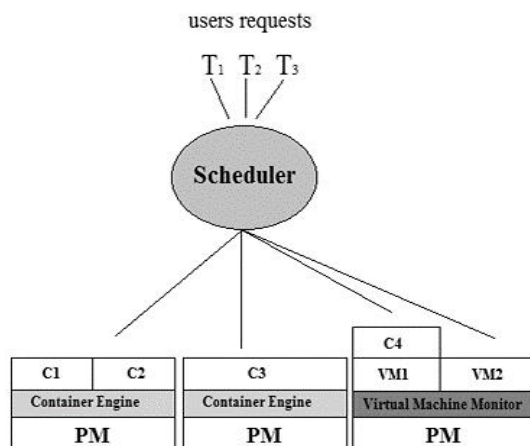 users requests
T1 T2 T3
Scheduler
C4
C1 C2 C3 VM1 VM2
Container Engine Container Engine Virtual Machine Monitor
PM PM PM